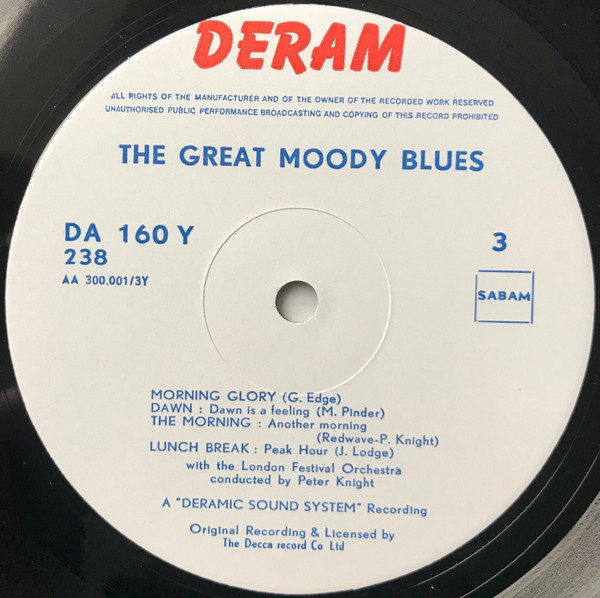 DERAM
ALL RIGHTS OF THE MANUFACTURER AND OF THE OWNER OF THE RECORDED WORK RESERVED
UNAUTHORISED PUBLIC PERFORMANCE BROADCASTING AND COPYING OF THIS RECORD PROHIBITED
THE GREAT MOODY BLUES
DA 160 Y
238
AA 300.001/3Y
3
SABAM
MORNING GLORY (G. Edge)
DAWN : Dawn is a feeling (M. Pinder)
THE MORNING : Another morning
(Redwave-P. Knight)
LUNCH BREAK : Peak Hour (J. Lodge)
with the London Festival Orchestra
conducted by Peter Knight
A "DERAMIC SOUND SYSTEM" Recording
Original Recording & Licensed by
The Decca record Co Ltd